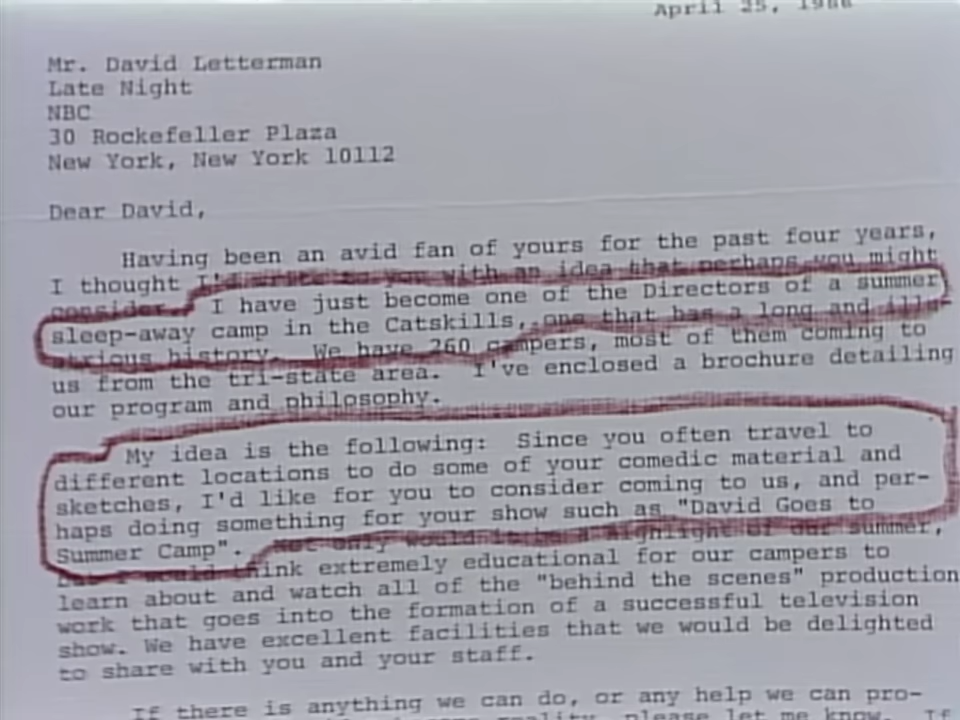 April 25, 1986
Mr. David Letterman
Late Night
NBC
30 Rockefeller Plaza
New York, New York 10112
Dear David,
Having been an avid fan of yours for the past four years,
I thought I'd write to you with an idea that perhaps you might
consider. I have just become one of the Directors of a summer
sleep-away camp in the Catskills, one that has a long and illu-
strious history. We have 260 campers, most of them coming to
us from the tri-state area. I've enclosed a brochure detailing
our program and philosophy.
My idea is the following: Since you often travel to
different locations to do some of your comedic material and
sketches, I'd like for you to consider coming to us, and per-
haps doing something for your show such as "David Goes to
Summer Camp". Not only would it be a highlight of our summer,
but I would think extremely educational for our campers to
learn about and watch all of the "behind the scenes" production
work that goes into the formation of a successful television
show. We have excellent facilities that we would be delighted
to share with you and your staff.
If there is anything we can do, or any help we can pro-
please let me know. If